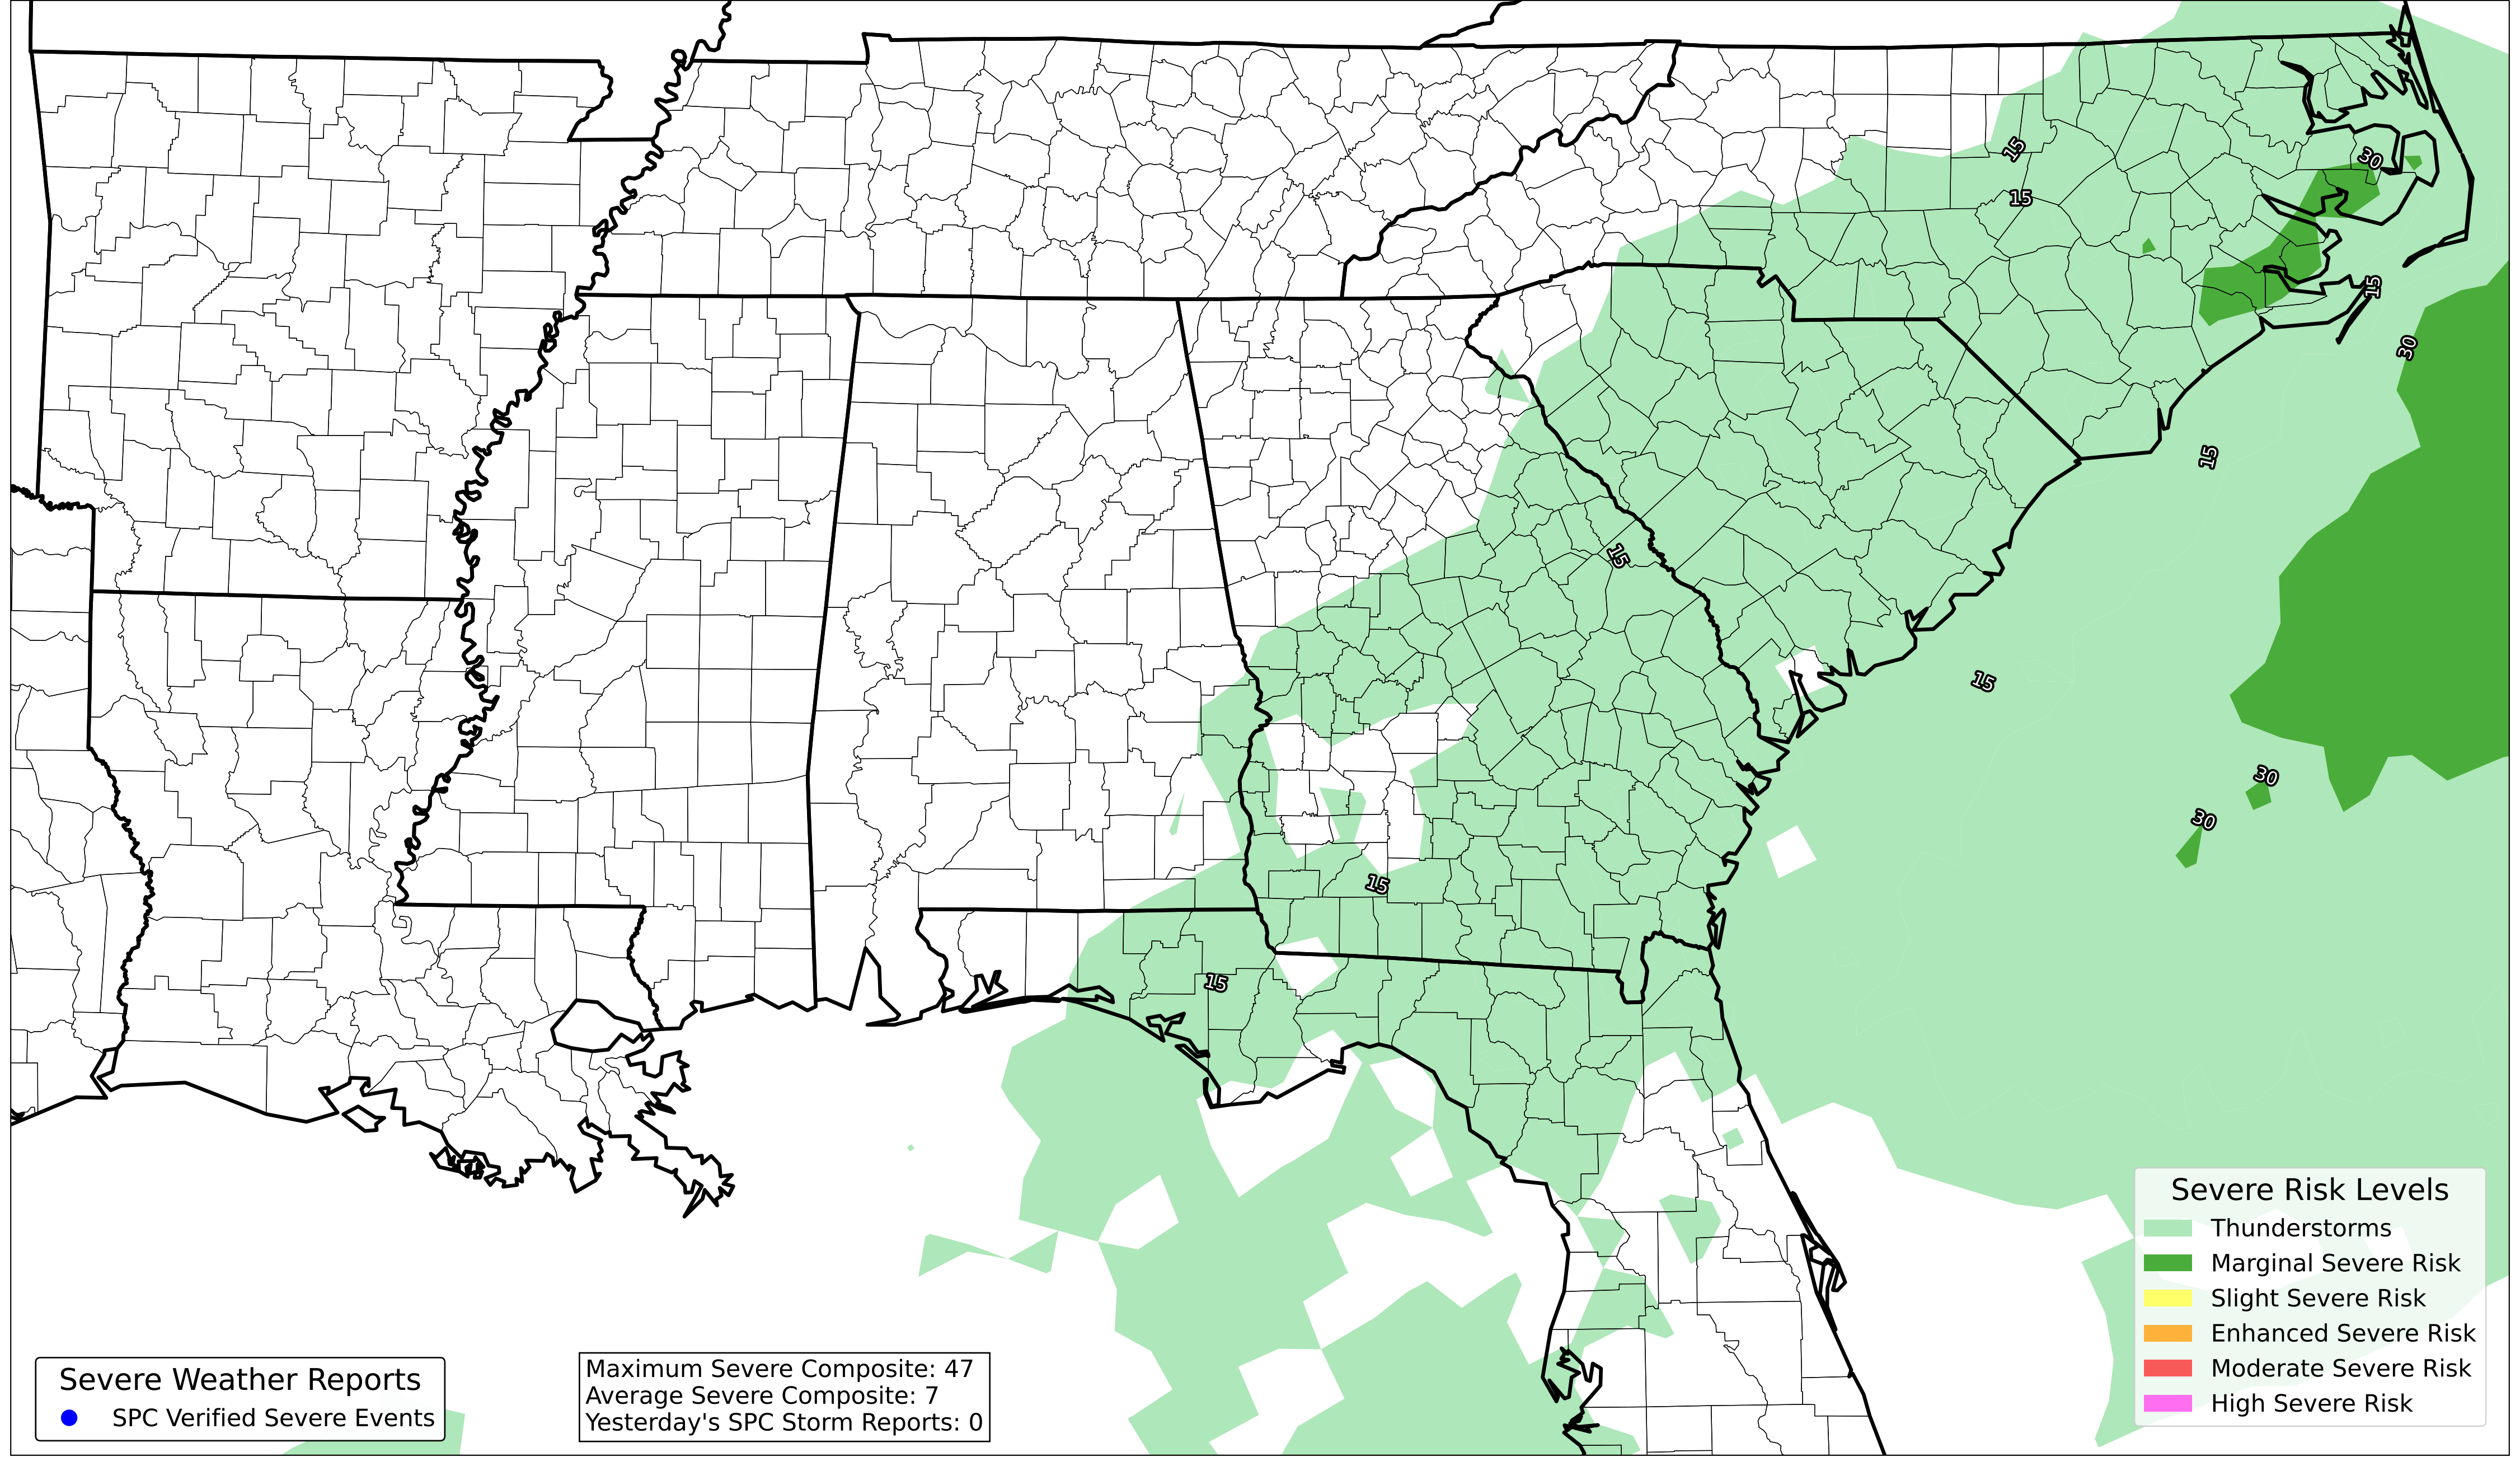 15
30
15
15
30
15
15
15
30
30
15
15
Severe Risk Levels
Thunderstorms
Marginal Severe Risk
Slight Severe Risk
Enhanced Severe Risk
Moderate Severe Risk
High Severe Risk
Severe Weather Reports
SPC Verified Severe Events
Maximum Severe Composite: 47
Average Severe Composite: 7
Yesterday's SPC Storm Reports: 0